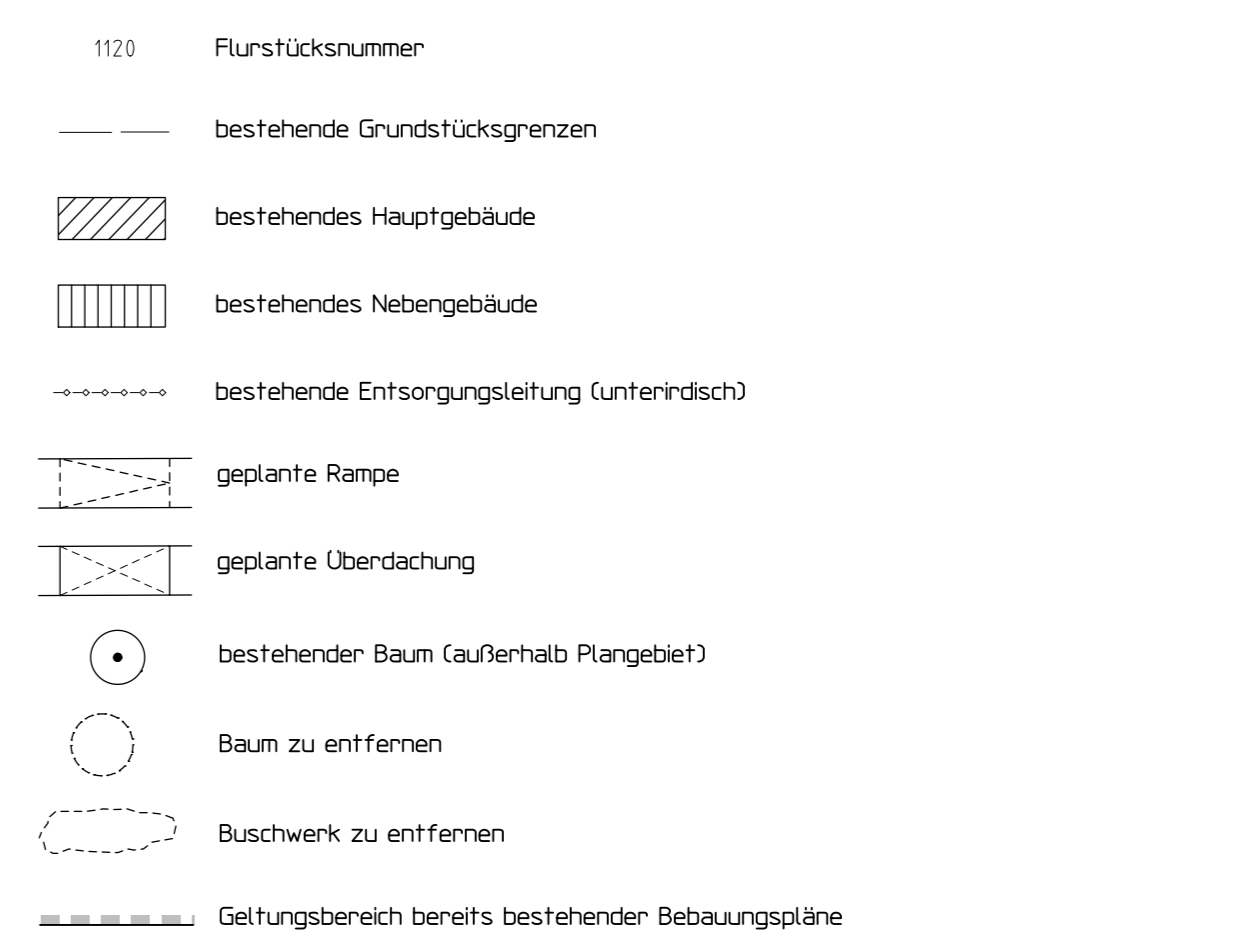 1120 Flurstücksnummer
bestehende Grundstücksgrenzen
bestehendes Hauptgebäude
bestehendes Nebengebäude
bestehende Entsorgungsleitung (unterirdisch)
geplante Rampe
geplante Überdachung
bestehender Baum (außerhalb Plangebiet)
Baum zu entfernen
Buschwerk zu entfernen
Geltungsbereich bereits bestehender Bebauungspläne